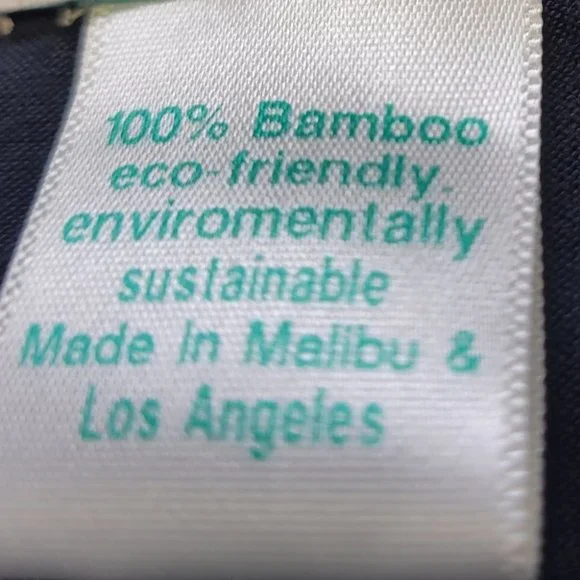 100% Bamboo
eco-friendly.
enviromentally
sustainable
Made in Malibu &
Los Angeles